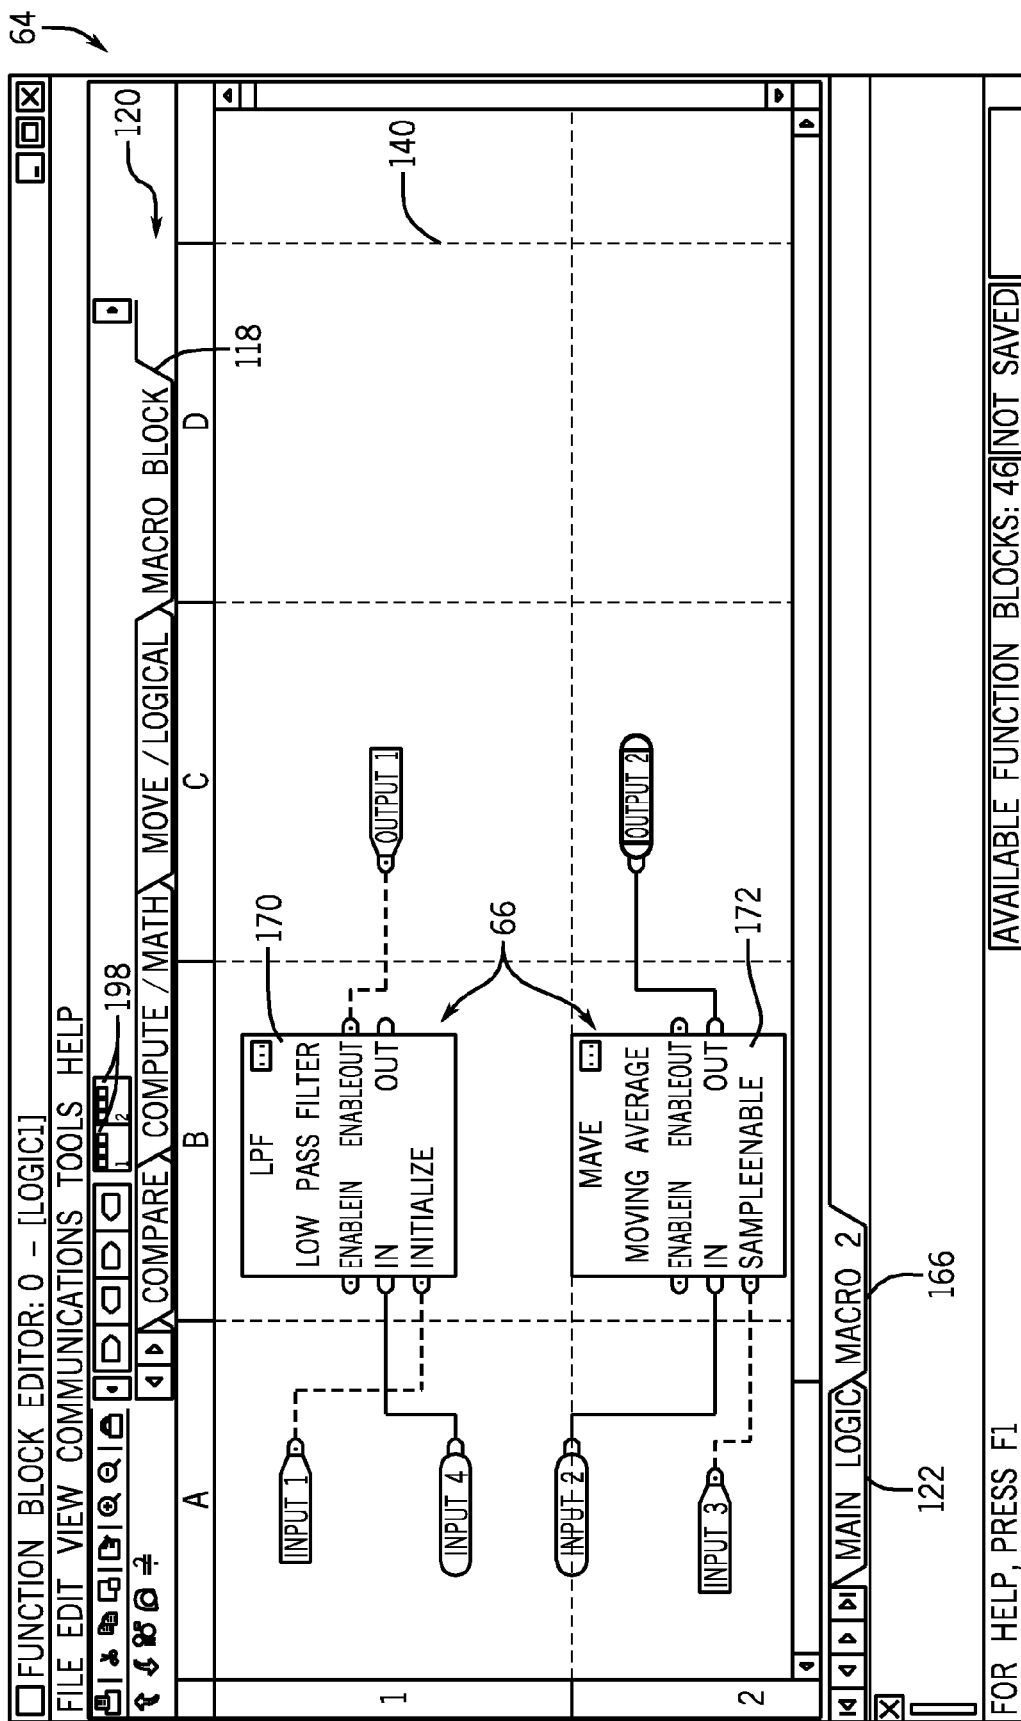 64
FUNCTION BLOCK EDITOR: 0 - [LOGIC1]
FILE EDIT VIEW COMMUNICATIONS TOOLS HELP
1 2
198
120
COMPARE COMPUTE/MATH MOVE/LOGICAL MACRO BLOCK
118
A B C D
1
2
140
INPUT 1
INPUT 4
LPF
170
LOW PASS FILTER
ENABLEIN ENABLEOUT
IN OUT
INITIALIZE
OUTPUT 1
66
INPUT 2
INPUT 3
MAVE
MOVING AVERAGE
ENABLEIN ENABLEOUT
IN OUT
SAMPLEENABLE
172
OUTPUT 2
MAIN LOGIC MACRO 2
122
166
FOR HELP, PRESS F1
AVAILABLE FUNCTION BLOCKS: 46
NOT SAVED